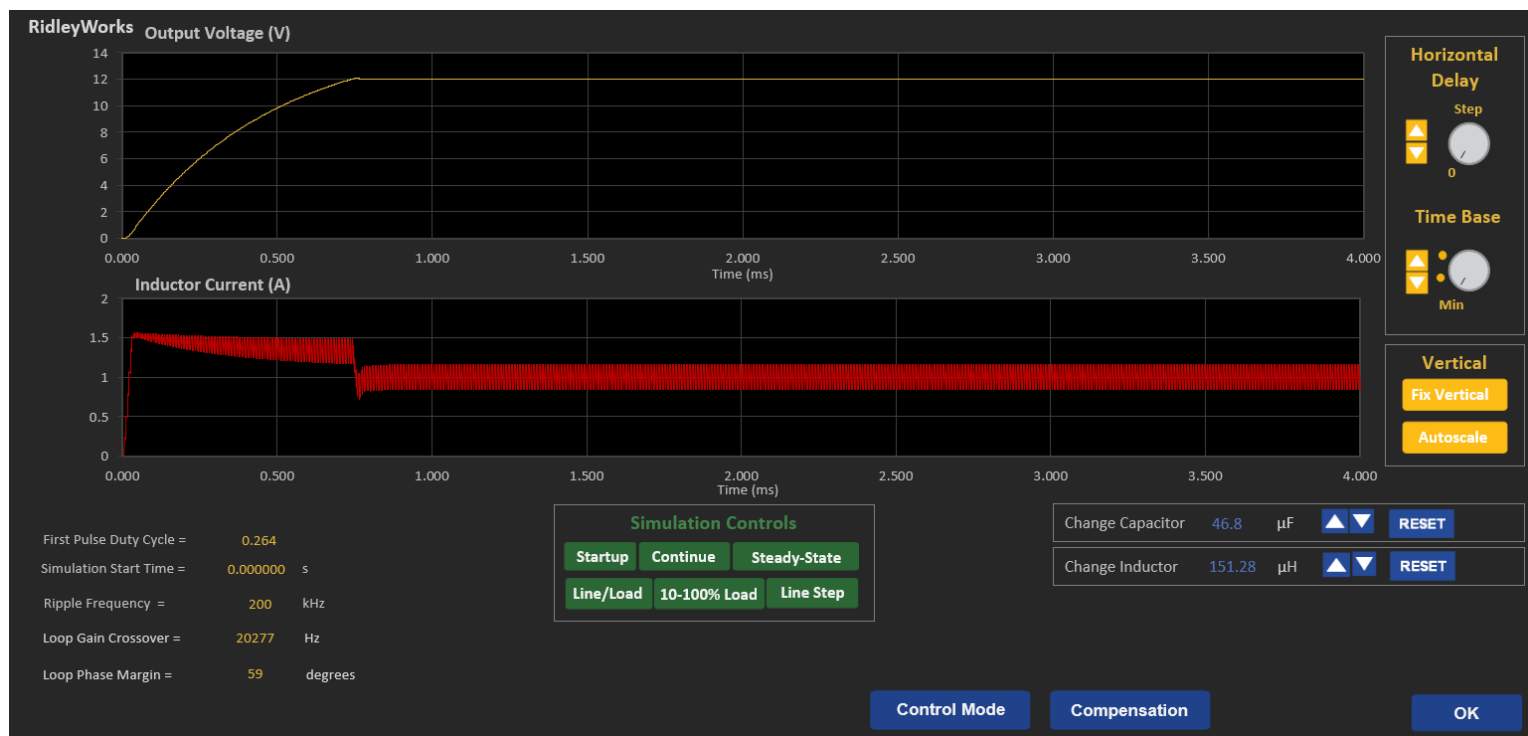 RidleyWorks
Output Voltage (V)
14
12
10
8
6
4
2
0
0.000 0.500 1.000 1.500 2.000 2.500 3.000 3.500 4.000
Time (ms)
Inductor Current (A)
2
1.5
1
0.5
0
0.000 0.500 1.000 1.500 2.000 2.500 3.000 3.500 4.000
Time (ms)
Horizontal
Delay
Step
0
Time Base
Min
Vertical
Fix Vertical
Autoscale
First Pulse Duty Cycle = 0.264
Simulation Start Time = 0.000000 s
Ripple Frequency = 200 kHz
Loop Gain Crossover = 20277 Hz
Loop Phase Margin = 59 degrees
Simulation Controls
Startup Continue Steady-State
Line/Load 10-100% Load Line Step
Change Capacitor 46.8 μF RESET
Change Inductor 151.28 μH RESET
Control Mode Compensation OK